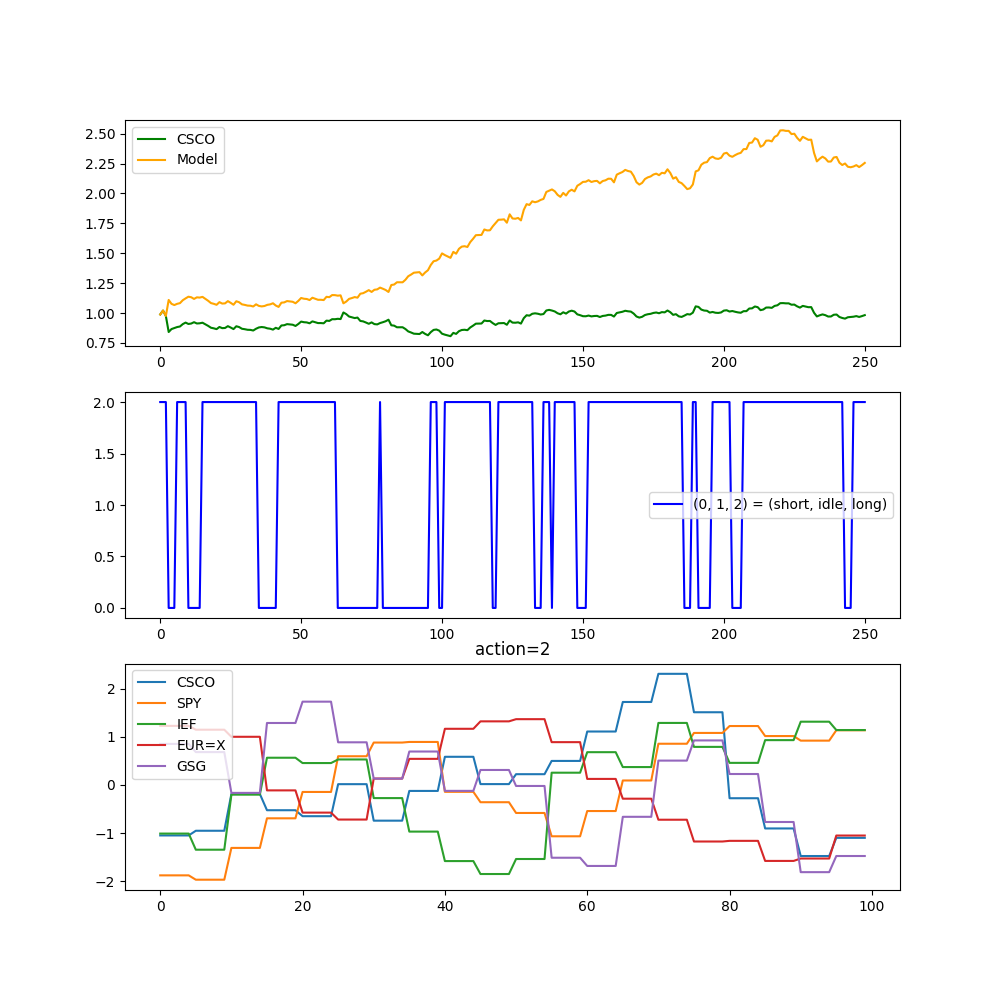 2.50
2.25
2.00
1.75
1.50
1.25
1.00
0.75
CSCO
Model
0 50 100 150 200 250
2.0
1.5
1.0
0.5
0.0
(0, 1, 2) = (short, idle, long)
0 50 100 150 200 250
action=2
2
1
0
−1
−2
CSCO
SPY
IEF
EUR=X
GSG
0 20 40 60 80 100